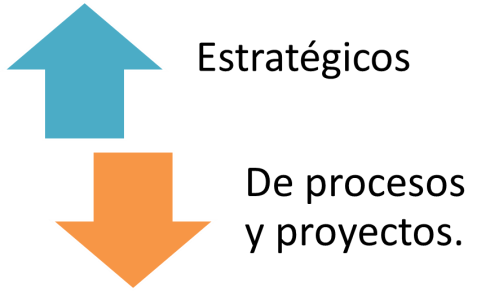 Estratégicos
De procesos
y proyectos.